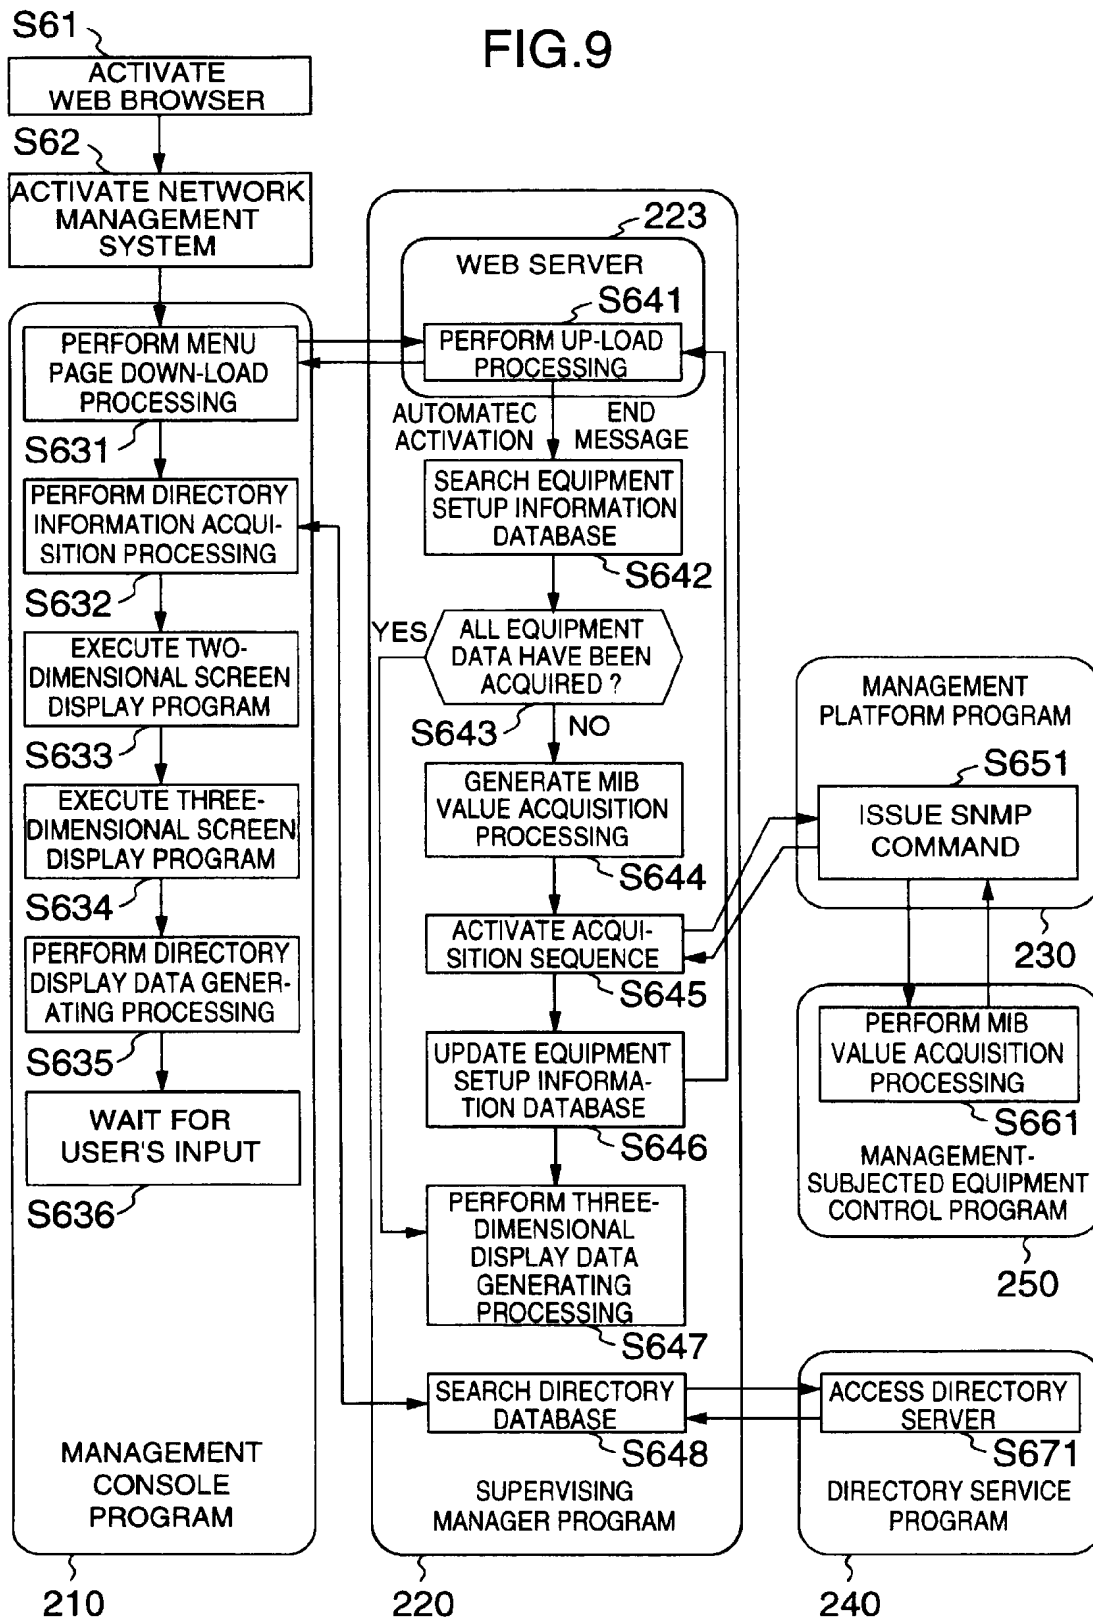 FIG.9
S61
ACTIVATE
WEB BROWSER
S62
ACTIVATE NETWORK
MANAGEMENT
SYSTEM
PERFORM MENU
PAGE DOWN-LOAD
PROCESSING
S631
PERFORM DIRECTORY
INFORMATION ACQUI-
SITION PROCESSING
S632
EXECUTE TWO-
DIMENSIONAL SCREEN
DISPLAY PROGRAM
S633
EXECUTE THREE-
DIMENSIONAL SCREEN
DISPLAY PROGRAM
S634
PERFORM DIRECTORY
DISPLAY DATA GENER-
ATING PROCESSING
S635
WAIT FOR
USER'S INPUT
S636
MANAGEMENT
CONSOLE
PROGRAM
210
223
WEB SERVER
S641
PERFORM UP-LOAD
PROCESSING
AUTOMATEC
ACTIVATION
END
MESSAGE
SEARCH EQUIPMENT
SETUP INFORMATION
DATABASE
S642
YES
ALL EQUIPMENT
DATA HAVE BEEN
ACQUIRED ?
S643
NO
GENERATE MIB
VALUE ACQUISITION
PROCESSING
S644
ACTIVATE ACQUI-
SITION SEQUENCE
S645
UPDATE EQUIPMENT
SETUP INFORMA-
TION DATABASE
S646
PERFORM THREE-
DIMENSIONAL
DISPLAY DATA
GENERATING
PROCESSING
S647
SEARCH DIRECTORY
DATABASE
S648
SUPERVISING
MANAGER PROGRAM
220
MANAGEMENT
PLATFORM PROGRAM
S651
ISSUE SNMP
COMMAND
230
PERFORM MIB
VALUE ACQUISITION
PROCESSING
S661
MANAGEMENT-
SUBJECTED EQUIPMENT
CONTROL PROGRAM
250
ACCESS DIRECTORY
SERVER
S671
DIRECTORY SERVICE
PROGRAM
240